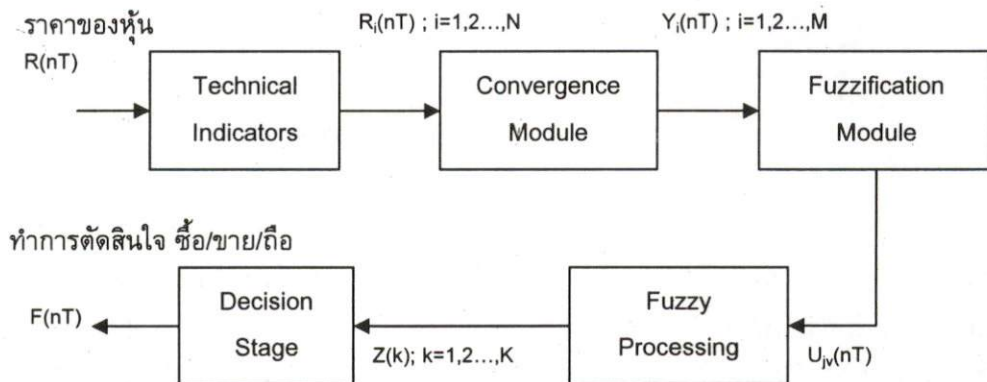 ราคาของหุ้น
R(nT)
Technical
Indicators
Rᵢ(nT) ; i=1,2...,N
Convergence
Module
Yᵢ(nT) ; i=1,2...,M
Fuzzification
Module
ทำการตัดสินใจ ซื้อ/ขาย/ถือ
F(nT)
Decision
Stage
Z(k); k=1,2...,K
Fuzzy
Processing
Uⱼᵥ(nT)